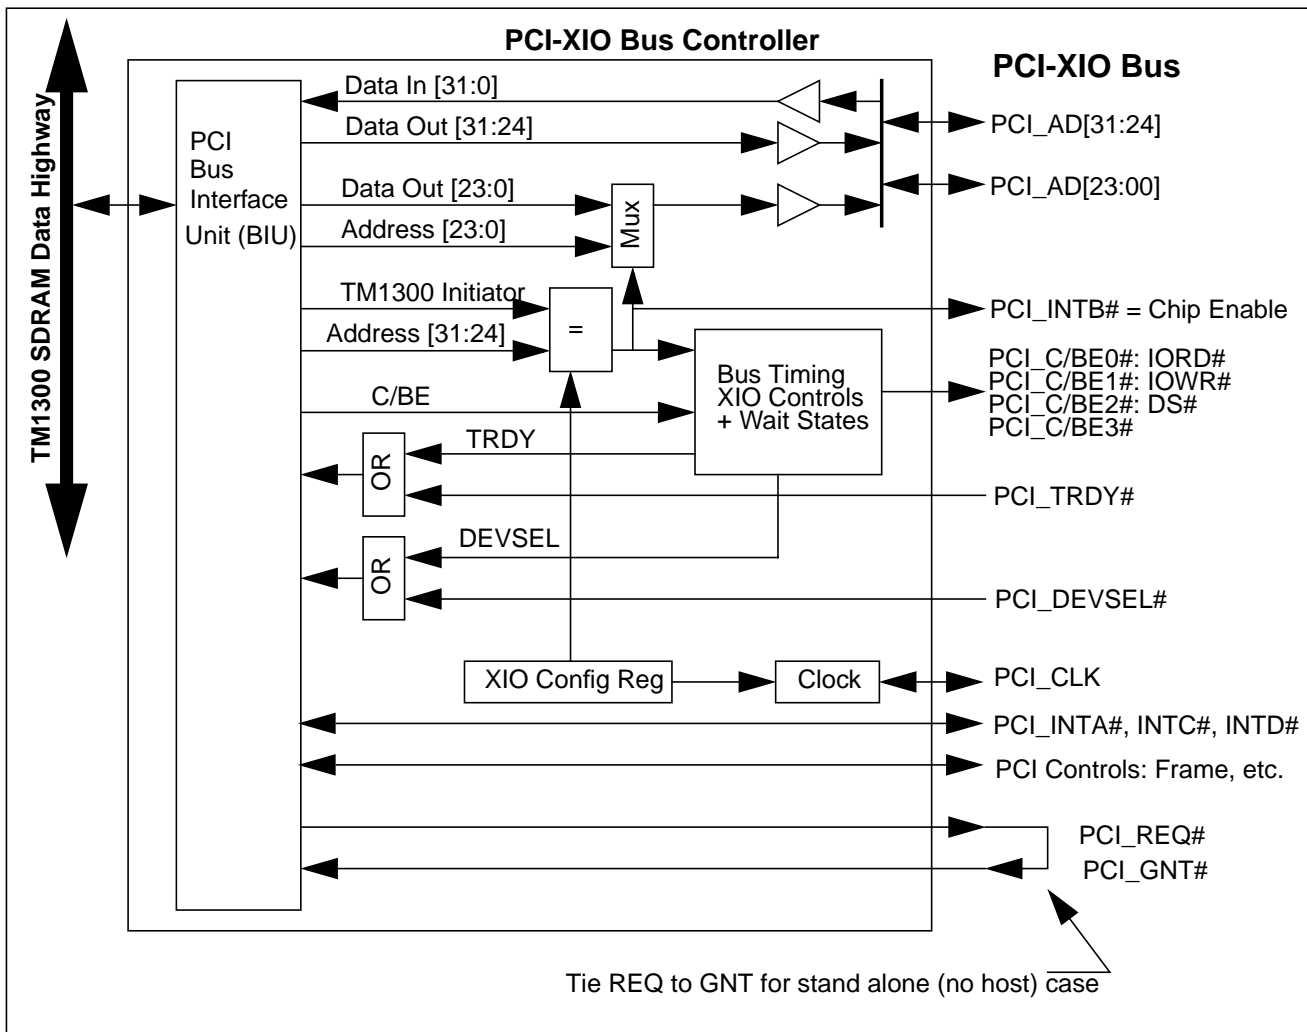 PCI-XIO Bus Controller
PCI-XIO Bus
TM1300 SDRAM Data Highway
PCI
Bus
Interface
Unit (BIU)
Data In [31:0]
Data Out [31:24]
Data Out [23:0]
Address [23:0]
Mux
TM1300 Initiator
Address [31:24]
=
C/BE
TRDY
OR
DEVSEL
OR
Bus Timing
XIO Controls
+ Wait States
XIO Config Reg
Clock
PCI_AD[31:24]
PCI_AD[23:00]
PCI_INTB# = Chip Enable
PCI_C/BE0#: IORD#
PCI_C/BE1#: IOWR#
PCI_C/BE2#: DS#
PCI_C/BE3#
PCI_TRDY#
PCI_DEVSEL#
PCI_CLK
PCI_INTA#, INTC#, INTD#
PCI Controls: Frame, etc.
PCI_REQ#
PCI_GNT#
Tie REQ to GNT for stand alone (no host) case